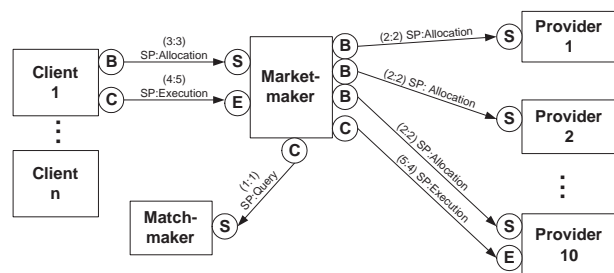 Client
1
B
(3:3)
SP:Allocation
S
C
(4:5)
SP:Execution
E
⋮
Client
n
Market-
maker
B
B
B
C
C
(1:1)
SP:Query
Match-
maker
S
(2:2) SP:Allocation
S
Provider
1
(2:2) SP: Allocation
S
Provider
2
(2:2) SP:Allocation
S
(5:4) SP:Execution
E
⋮
Provider
10